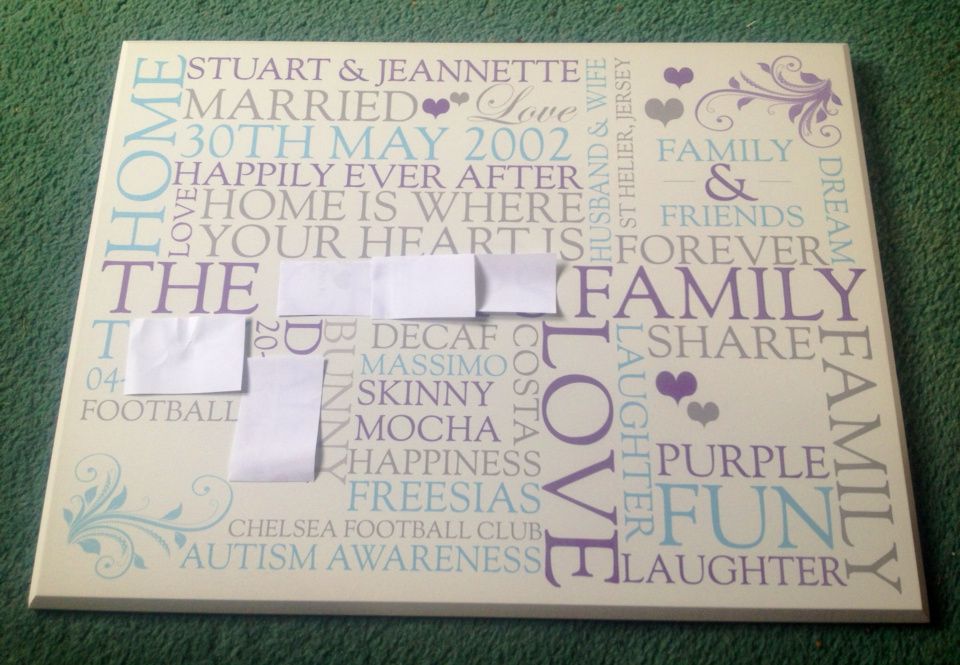 HOME
STUART & JEANNETTE
MARRIED
Love
30TH MAY 2002
HAPPILY EVER AFTER
LOVE
HOME IS WHERE
YOUR HEART IS
HUSBAND & WIFE
ST HELIER, JERSEY
FAMILY
&
FRIENDS
DREAM
FOREVER
THE
FAMILY
T
04-
FOOTBALL
D
20-
BUNNY
DECAF
MASSIMO
SKINNY
MOCHA
COSTA
HAPPINESS
FREESIAS
CHELSEA FOOTBALL CLUB
AUTISM AWARENESS
LOVE
LAUGHTER
SHARE
PURPLE
FUN
LAUGHTER
FAMILY